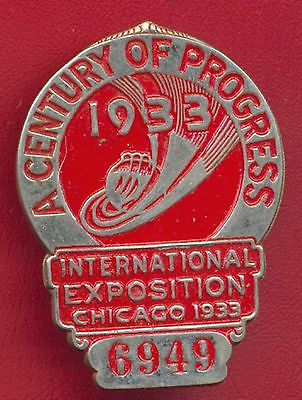 A CENTURY OF PROGRESS
1933
INTERNATIONAL
EXPOSITION
CHICAGO 1933
6949